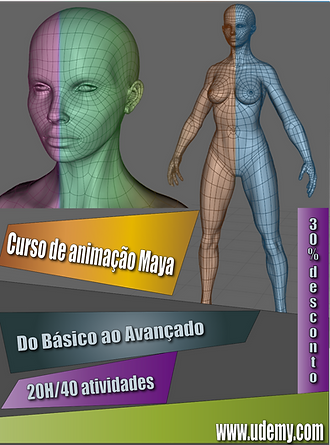 Curso de animação Maya
30% desconto
Do Básico ao Avançado
20H/40 atividades
www.udemy.com